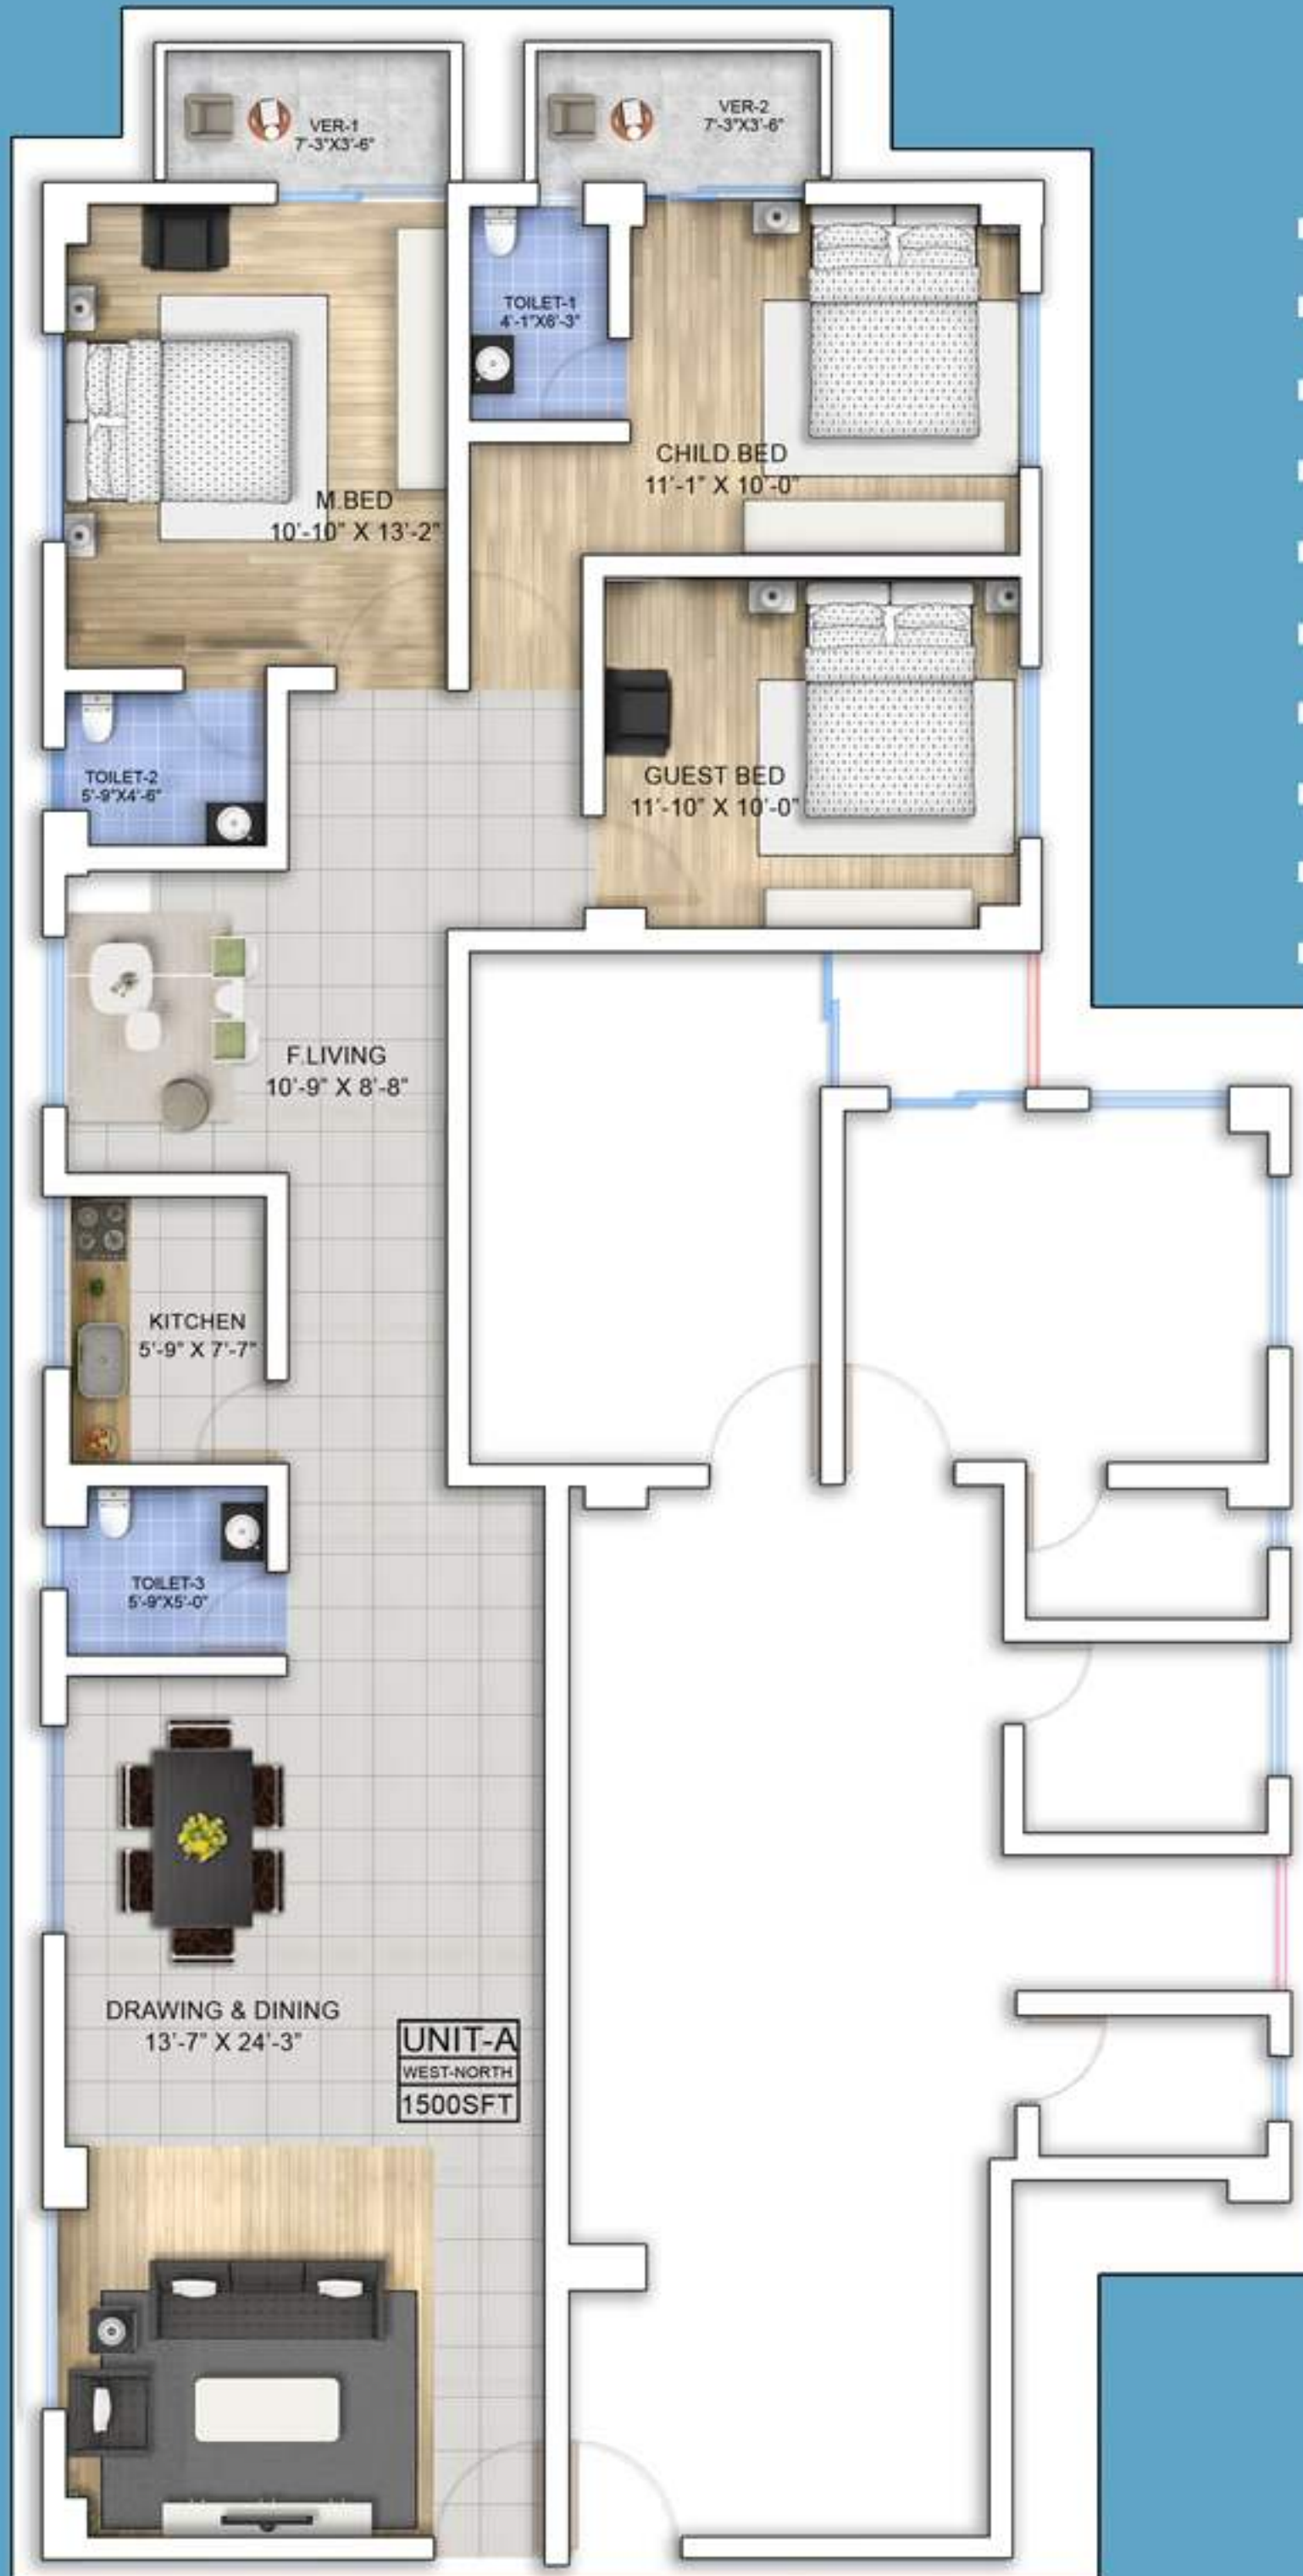 VER-1
7'-3"X3'-6"
VER-2
7'-3"X3'-6"
TOILET-1
4'-1"X6'-3"
CHILD.BED
11'-1" X 10'-0"
M.BED
10'-10" X 13'-2"
TOILET-2
5'-9"X4'-6"
GUEST BED
11'-10" X 10'-0"
F.LIVING
10'-9" X 8'-8"
KITCHEN
5'-9" X 7'-7"
TOILET-3
5'-9"X5'-0"
DRAWING & DINING
13'-7" X 24'-3"
UNIT-A
WEST-NORTH
1500SFT